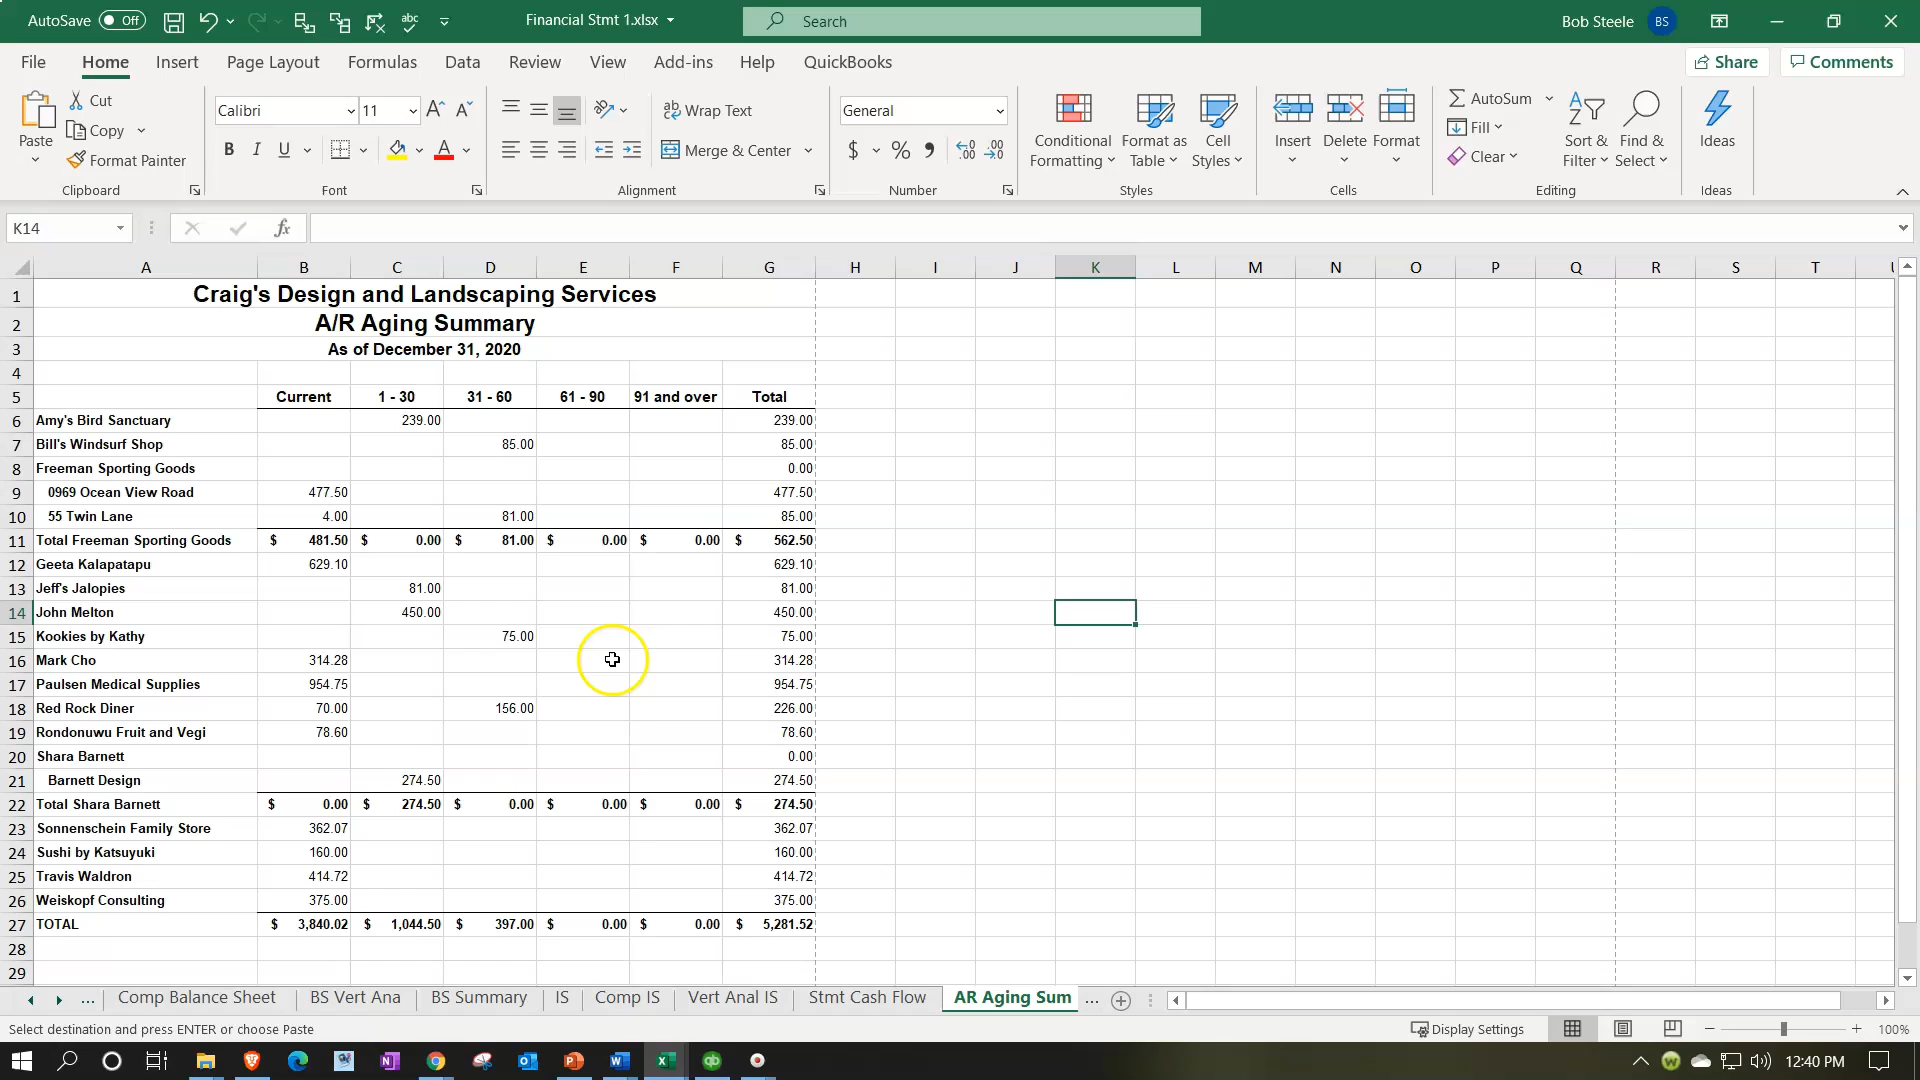 AutoSave Off Financial Stmt 1.xlsx Search Bob Steele BS
File Home Insert Page Layout Formulas Data Review View Add-ins Help QuickBooks Share Comments
Paste Cut Copy Format Painter Clipboard
Calibri 11 B I U A Font
Wrap Text Merge & Center Alignment
General $ % Number
Conditional Formatting Format as Table Cell Styles Styles
Insert Delete Format Cells
AutoSum Fill Clear Sort & Filter Find & Select Editing
Ideas Ideas
K14 fx
A B C D E F G H I J K L M N O P Q R S T
1 Craig's Design and Landscaping Services
2 A/R Aging Summary
3 As of December 31, 2020
4
5 Current 1 - 30 31 - 60 61 - 90 91 and over Total
6 Amy's Bird Sanctuary 239.00 239.00
7 Bill's Windsurf Shop 85.00 85.00
8 Freeman Sporting Goods 0.00
9 0969 Ocean View Road 477.50 477.50
10 55 Twin Lane 4.00 81.00 85.00
11 Total Freeman Sporting Goods $ 481.50 $ 0.00 $ 81.00 $ 0.00 $ 0.00 $ 562.50
12 Geeta Kalapatapu 629.10 629.10
13 Jeff's Jalopies 81.00 81.00
14 John Melton 450.00 450.00
15 Kookies by Kathy 75.00 75.00
16 Mark Cho 314.28 314.28
17 Paulsen Medical Supplies 954.75 954.75
18 Red Rock Diner 70.00 156.00 226.00
19 Rondonuwu Fruit and Vegi 78.60 78.60
20 Shara Barnett 0.00
21 Barnett Design 274.50 274.50
22 Total Shara Barnett $ 0.00 $ 274.50 $ 0.00 $ 0.00 $ 0.00 $ 274.50
23 Sonnenschein Family Store 362.07 362.07
24 Sushi by Katsuyuki 160.00 160.00
25 Travis Waldron 414.72 414.72
26 Weiskopf Consulting 375.00 375.00
27 TOTAL $ 3,840.02 $ 1,044.50 $ 397.00 $ 0.00 $ 0.00 $ 5,281.52
28
29
... Comp Balance Sheet BS Vert Ana BS Summary IS Comp IS Vert Anal IS Stmt Cash Flow AR Aging Sum ...
Select destination and press ENTER or choose Paste Display Settings 100%
12:40 PM